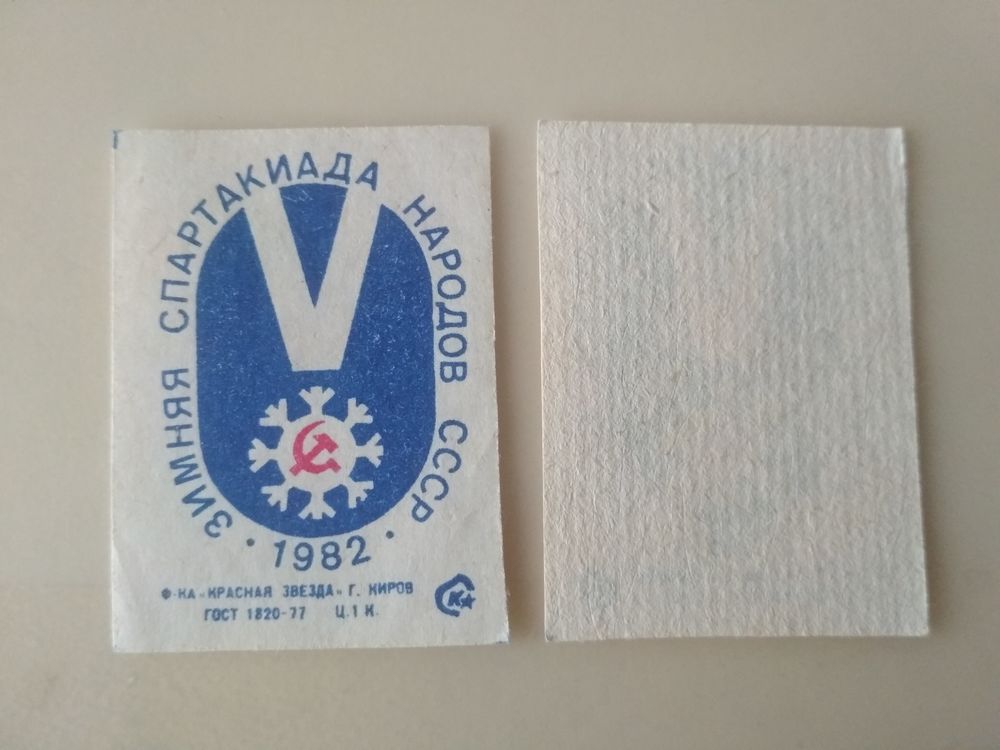 V
ЗИМНЯЯ СПАРТАКИАДА НАРОДОВ СССР
· 1982 ·
Ф-КА «КРАСНАЯ ЗВЕЗДА» Г. КИРОВ
ГОСТ 1820-77 Ц. 1 К.
К